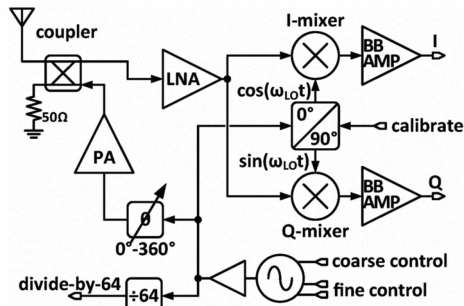 coupler
I-mixer
LNA
BB
AMP
I
50Ω
cos(ωLOt)
0°
90°
calibrate
PA
sin(ωLOt)
BB
AMP
Q
θ
0°-360°
Q-mixer
divide-by-64
÷64
coarse control
fine control